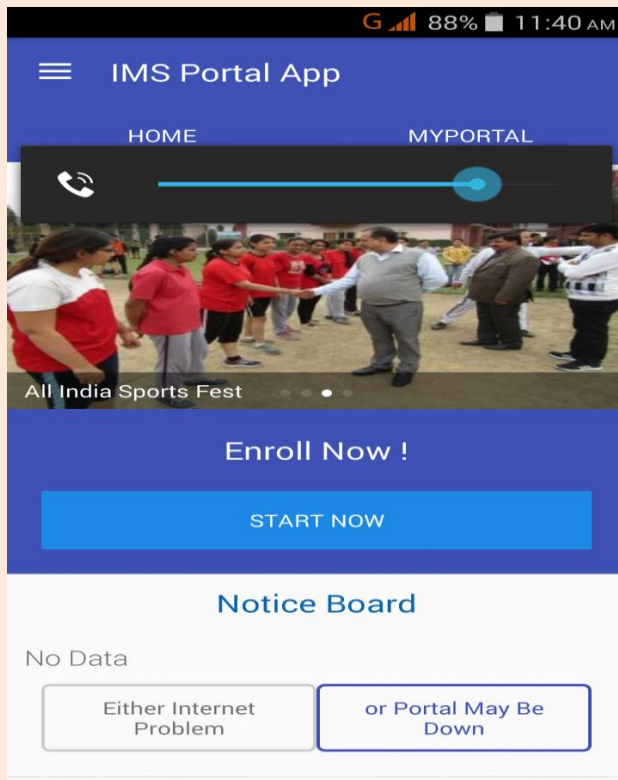 G 88% 11:40 AM
IMS Portal App
HOME MYPORTAL
All India Sports Fest
Enroll Now !
START NOW
Notice Board
No Data
Either Internet
Problem
or Portal May Be
Down